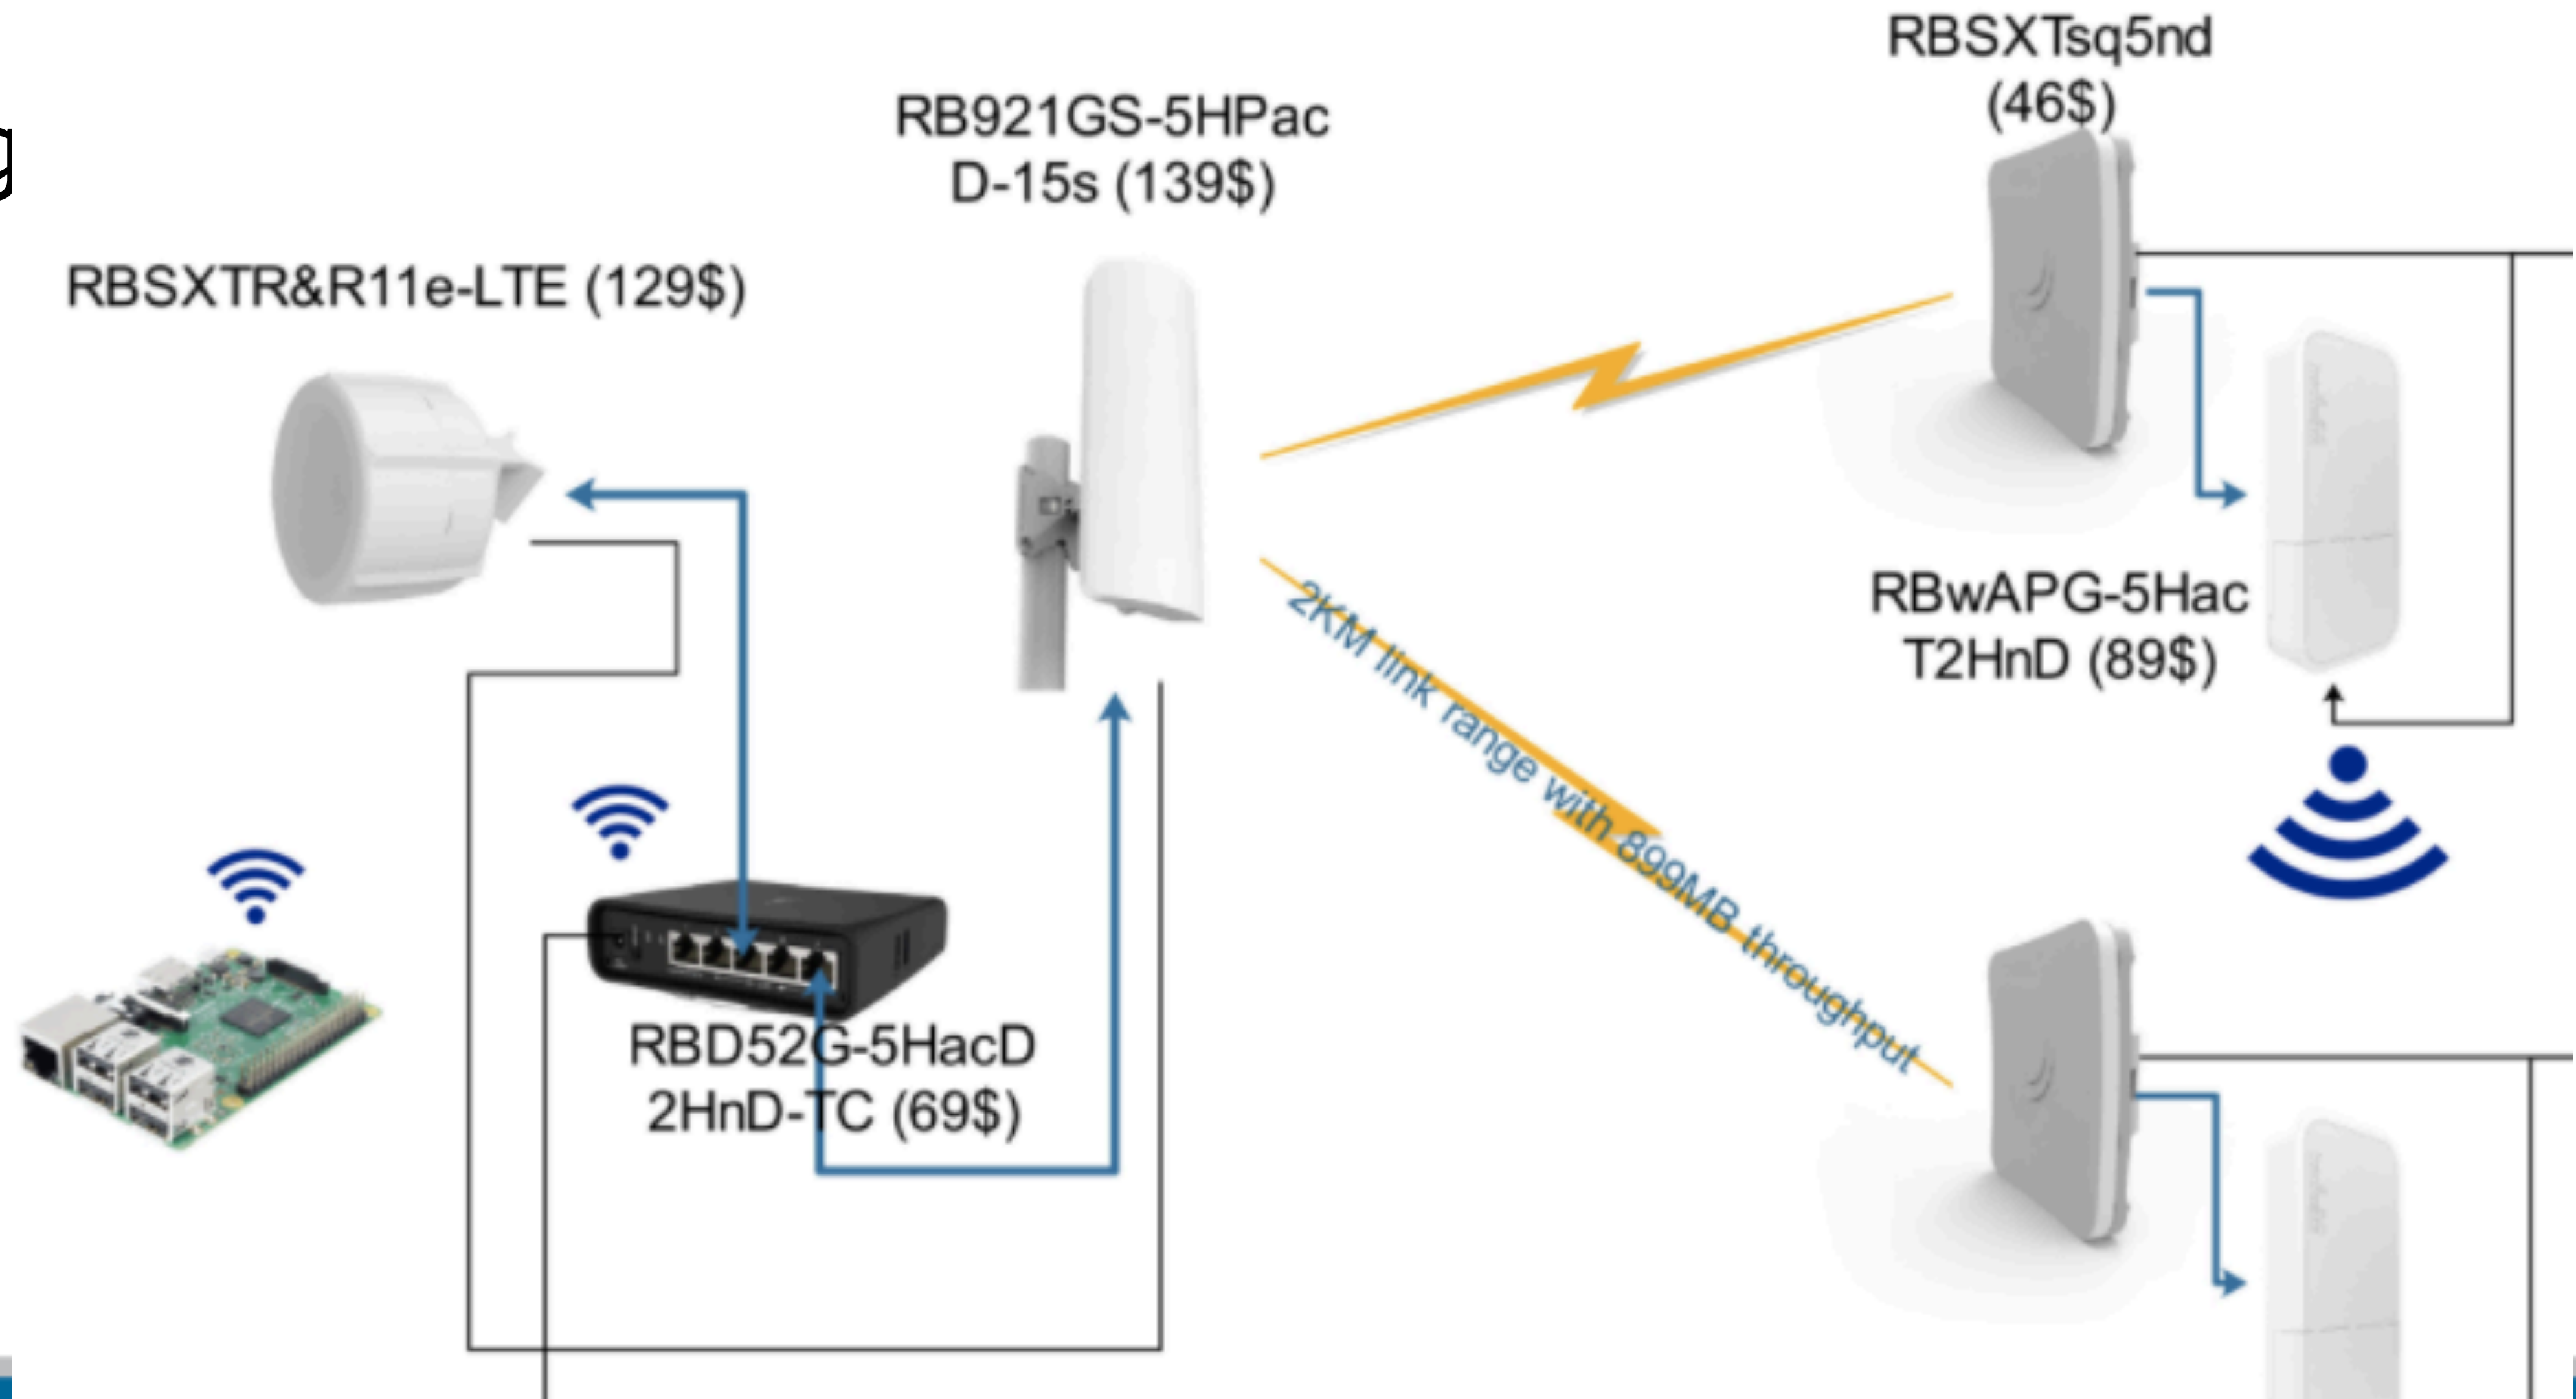 g
RBSXTsq5nd
(46$)
RB921GS-5HPac
D-15s (139$)
RBSXTR&R11e-LTE (129$)
RBwAPG-5Hac
T2HnD (89$)
2KM link range with 899MB throughput
RBD52G-5HacD
2HnD-TC (69$)